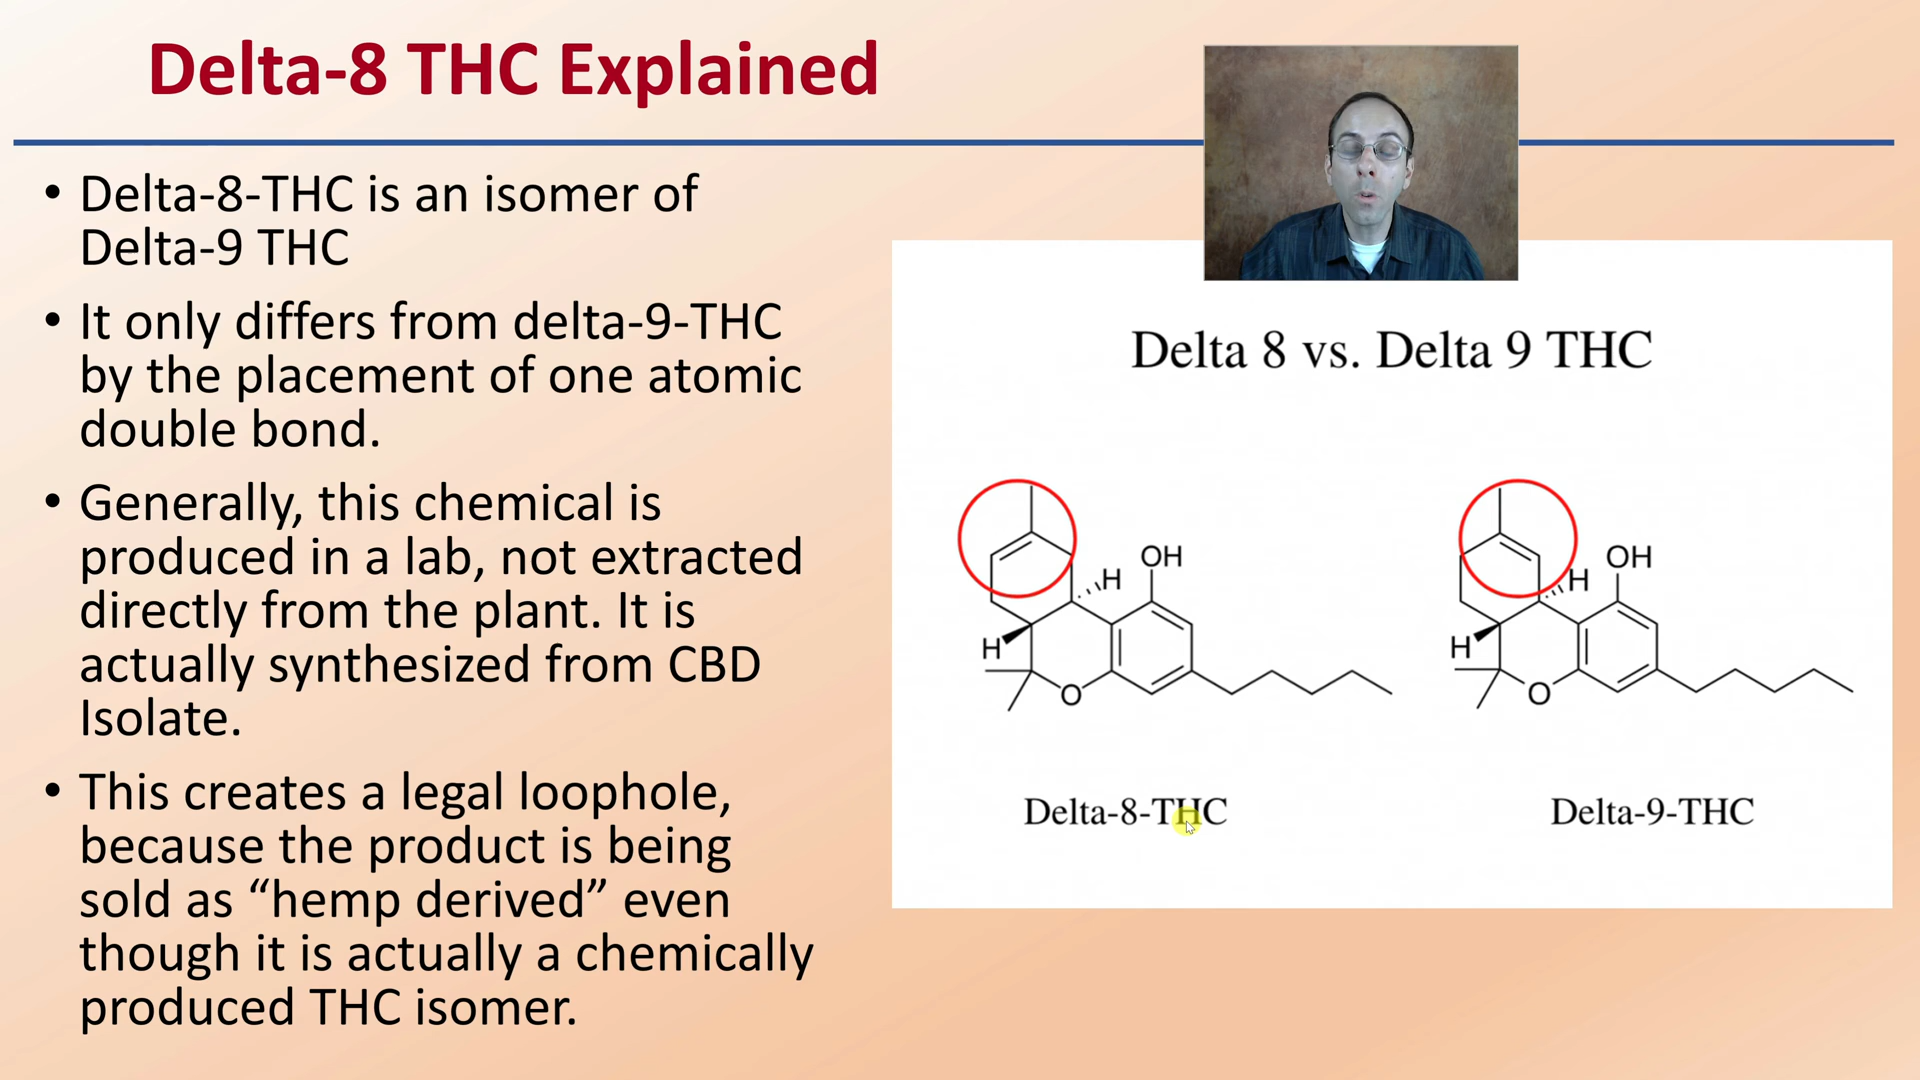 Delta-8 THC Explained
• Delta-8-THC is an isomer of
Delta-9 THC
• It only differs from delta-9-THC
by the placement of one atomic
double bond.
• Generally, this chemical is
produced in a lab, not extracted
directly from the plant. It is
actually synthesized from CBD
Isolate.
• This creates a legal loophole,
because the product is being
sold as “hemp derived” even
though it is actually a chemically
produced THC isomer.
Delta 8 vs. Delta 9 THC
OH
H
H
O
OH
H
H
O
Delta-8-THC
Delta-9-THC